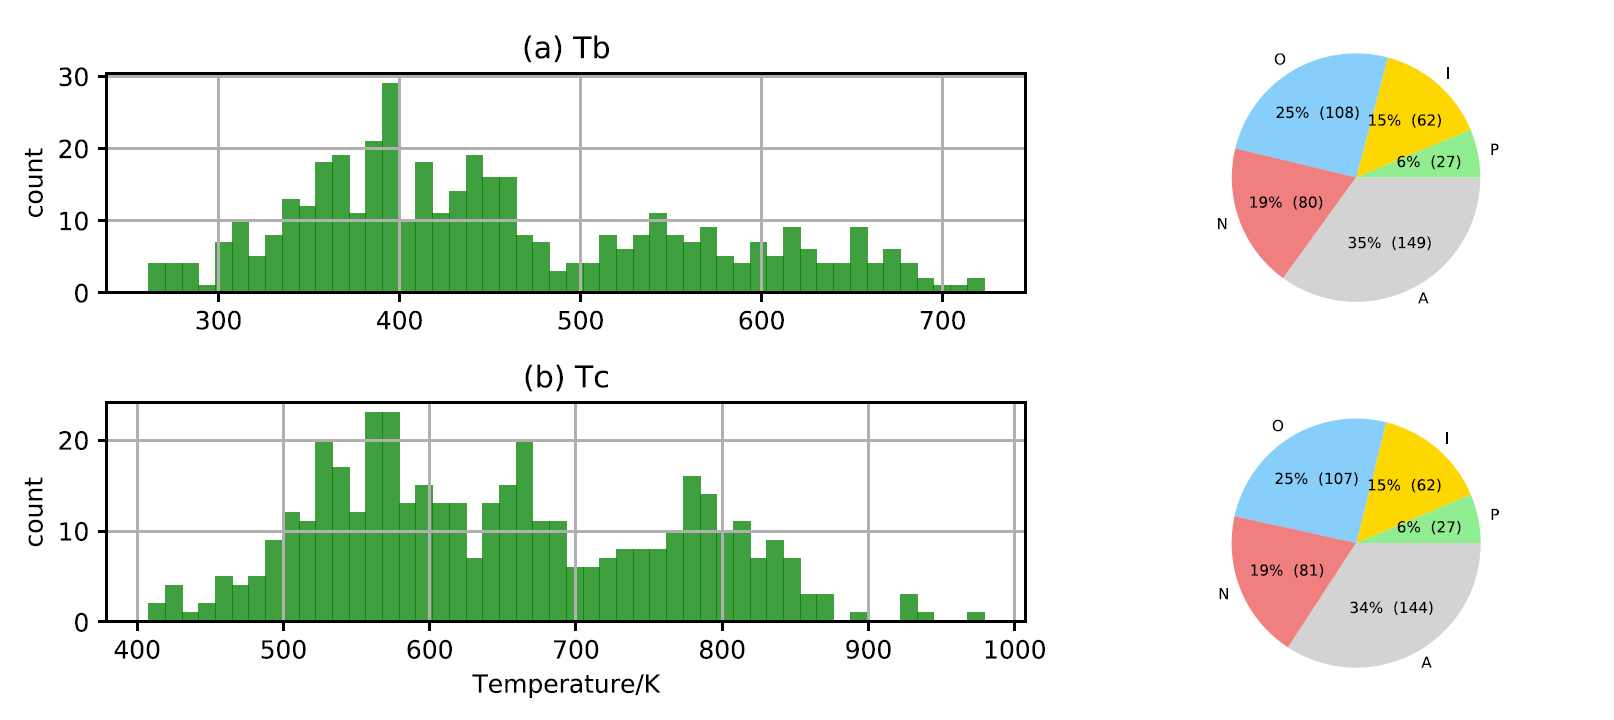 (a) Tb
30
20
10
0
count
300 400 500 600 700
O
I
P
N
A
25% (108)
15% (62)
6% (27)
19% (80)
35% (149)
(b) Tc
20
10
0
count
400 500 600 700 800 900 1000
Temperature/K
O
I
P
N
A
25% (107)
15% (62)
6% (27)
19% (81)
34% (144)